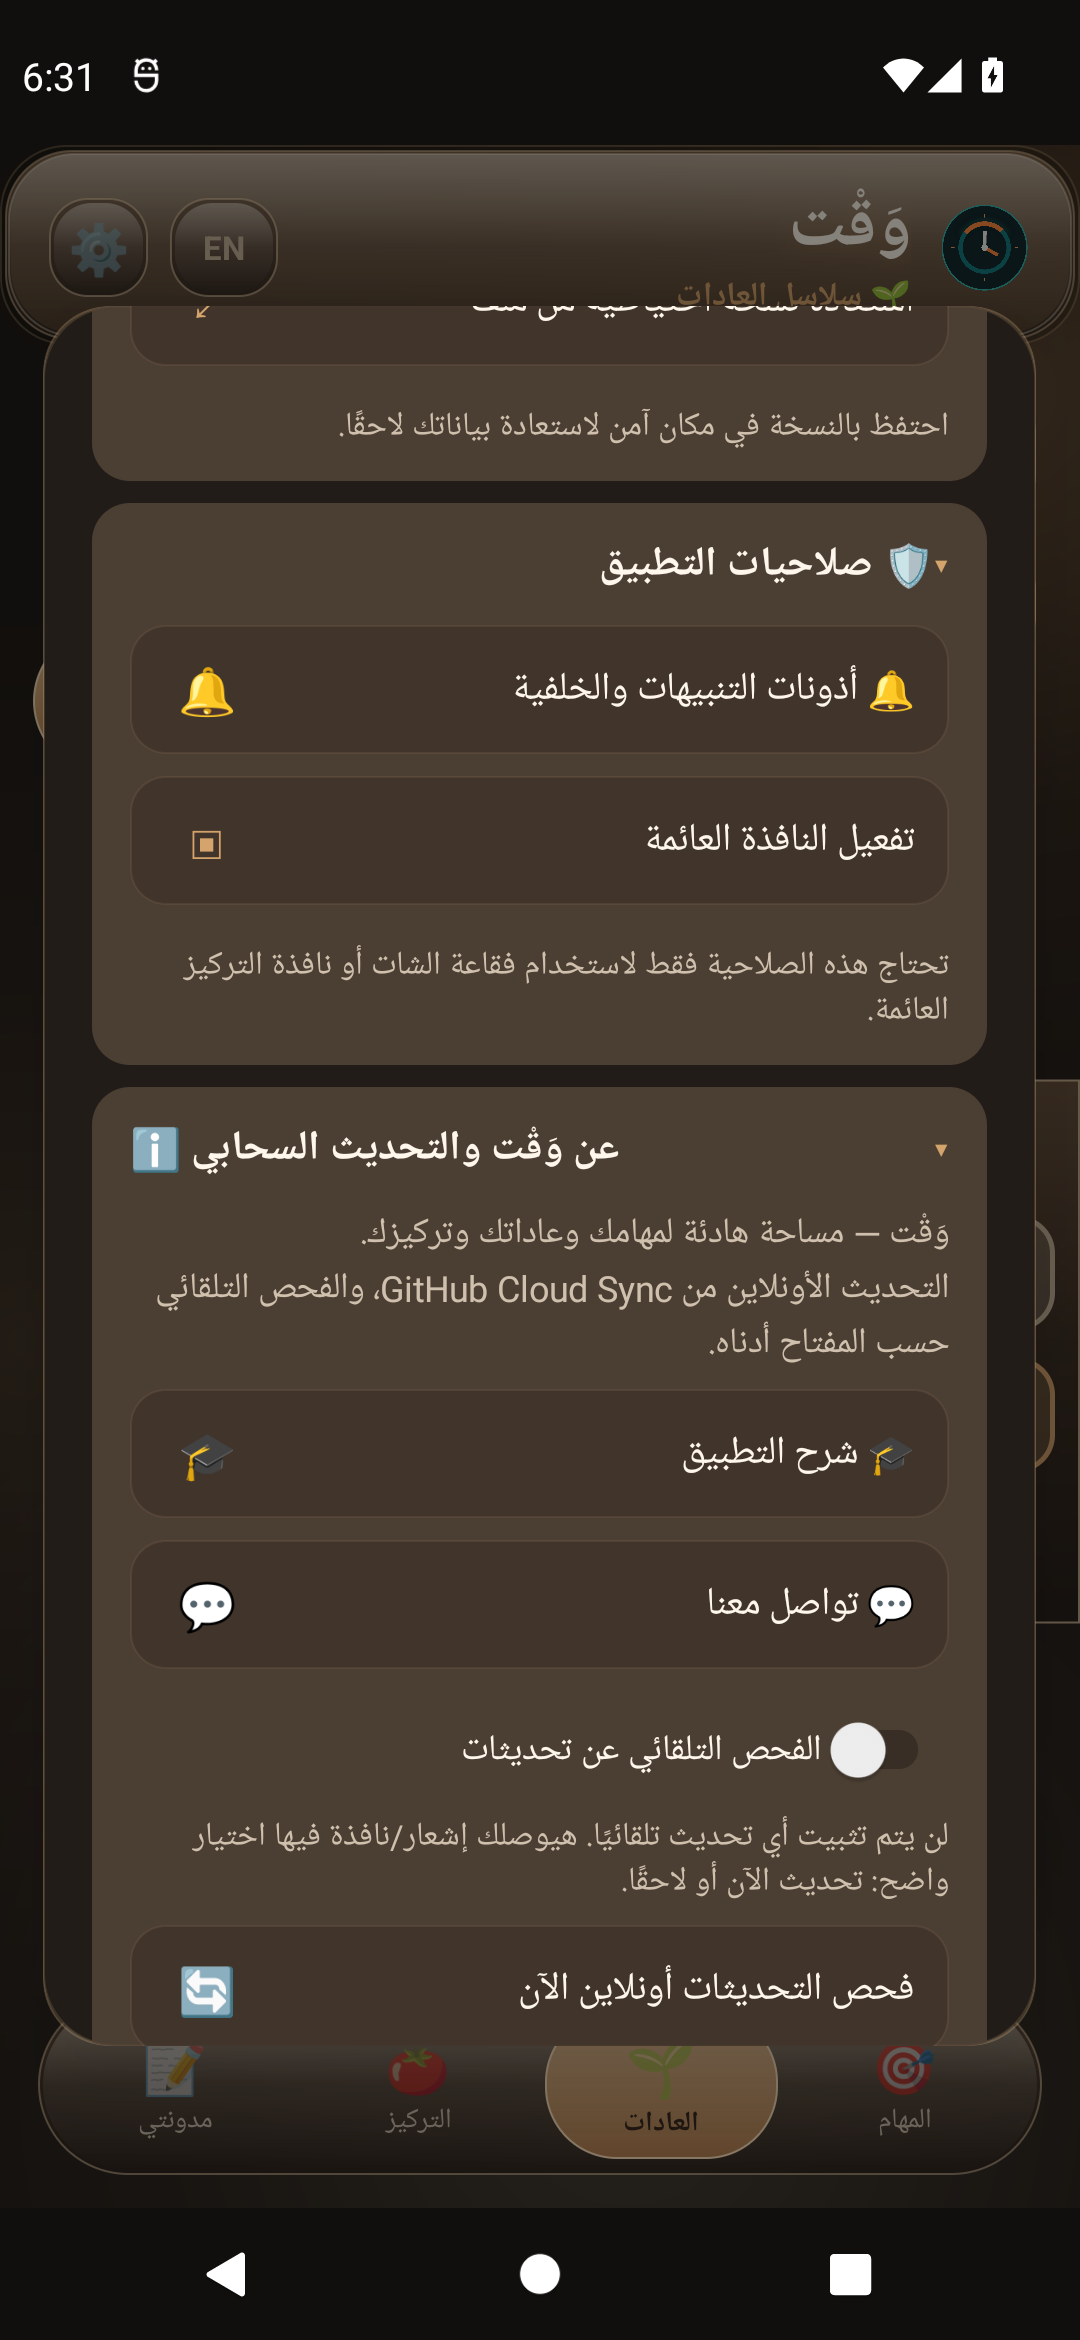 6:31
وَقْت
EN
🌱 سلاسل العادات
احتفظ بالنسخة في مكان آمن لاستعادة بياناتك لاحقًا.
🛡️ صلاحيات التطبيق
🔔 أذونات التنبيهات والخلفية
تفعيل النافذة العائمة
تحتاج هذه الصلاحية فقط لاستخدام فقاعة الشات أو نافذة التركيز
العائمة.
عن وَقْت والتحديث السحابي ℹ️
وَقْت — مساحة هادئة لمهامك وعاداتك وتركيزك.
التحديث الأونلاين من GitHub Cloud Sync، والفحص التلقائي
حسب المفتاح أدناه.
🎓 شرح التطبيق
💬 تواصل معنا
الفحص التلقائي عن تحديثات
لن يتم تثبيت أي تحديث تلقائيًا. هيوصلك إشعار/نافذة فيها اختيار
واضح: تحديث الآن أو لاحقًا.
فحص التحديثات أونلاين الآن
المهام
العادات
التركيز
مدونتي